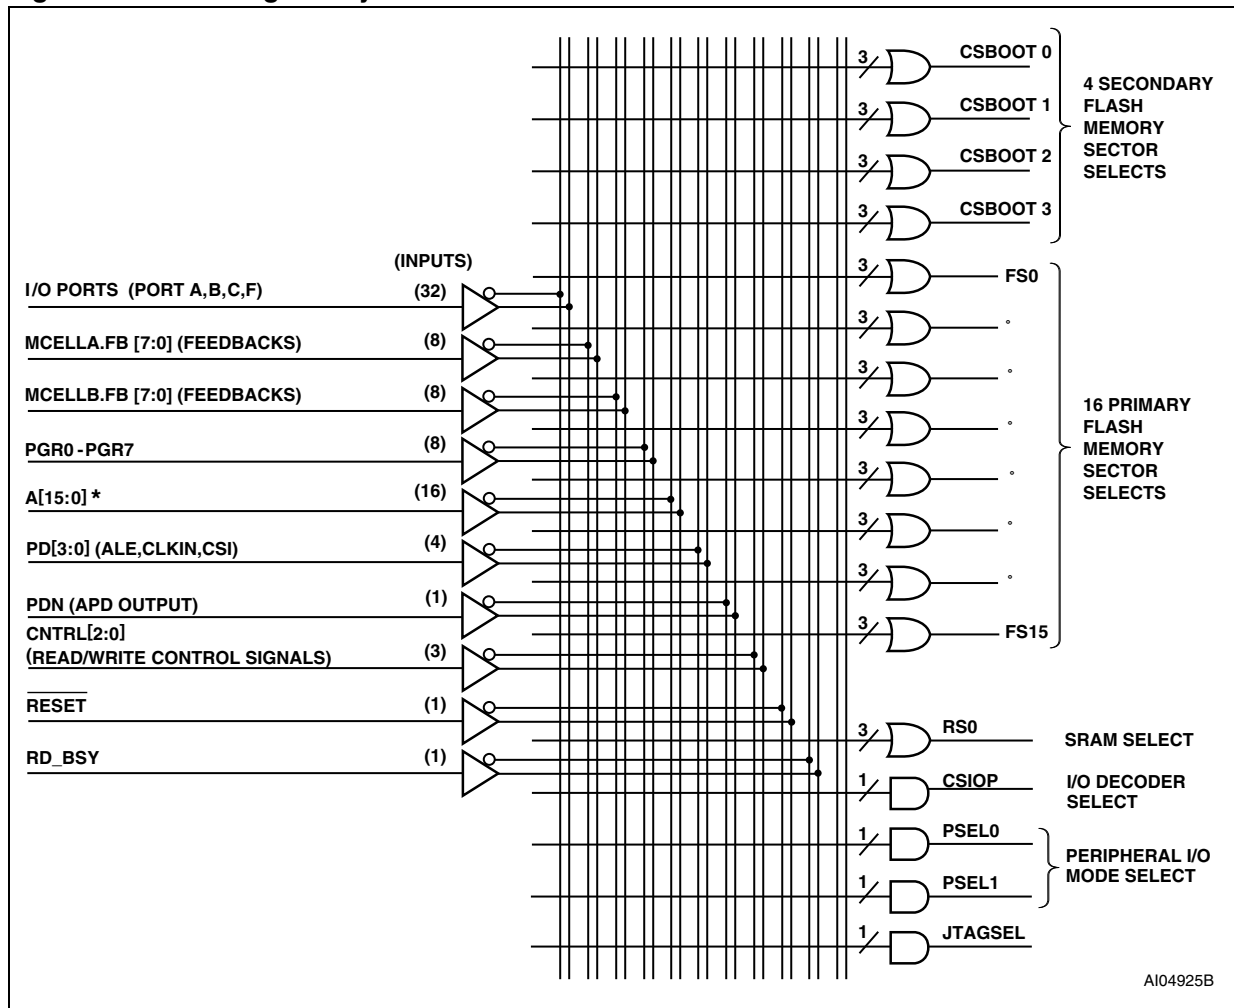 CSBOOT 0
3
CSBOOT 1
3
CSBOOT 2
3
CSBOOT 3
3
4 SECONDARY
FLASH
MEMORY
SECTOR
SELECTS
(INPUTS)
I/O PORTS (PORT A,B,C,F) (32)
MCELLA.FB [7:0] (FEEDBACKS) (8)
MCELLB.FB [7:0] (FEEDBACKS) (8)
PGR0 -PGR7 (8)
A[15:0] * (16)
PD[3:0] (ALE,CLKIN,CSI) (4)
PDN (APD OUTPUT) (1)
CNTRL[2:0]
(READ/WRITE CONTROL SIGNALS) (3)
RESET (1)
RD_BSY (1)
3 FS0
3
3
3
3
3
3
3 FS15
16 PRIMARY
FLASH
MEMORY
SECTOR
SELECTS
3 RS0 SRAM SELECT
1 CSIOP
I/O DECODER
SELECT
1 PSEL0
1 PSEL1
PERIPHERAL I/O
MODE SELECT
1 JTAGSEL
AI04925B